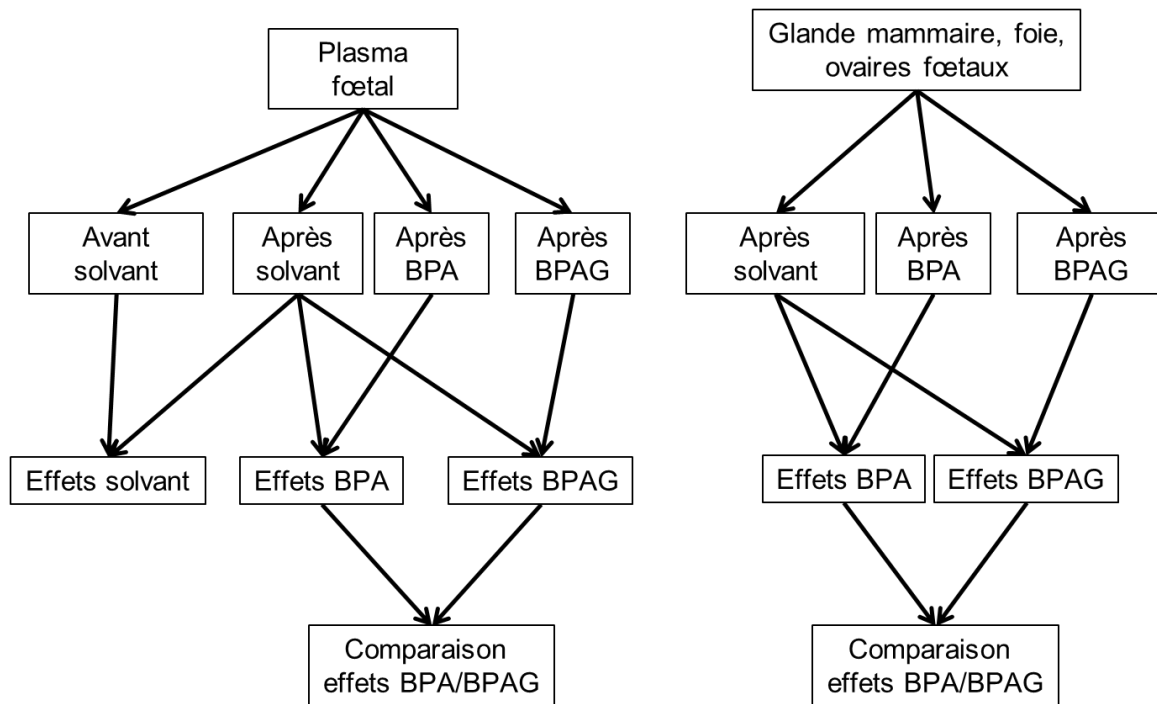 Plasma
fœtal
Avant
solvant
Après
solvant
Après
BPA
Après
BPAG
Effets solvant
Effets BPA
Effets BPAG
Comparaison
effets BPA/BPAG
Glande mammaire, foie,
ovaires fœtaux
Après
solvant
Après
BPA
Après
BPAG
Effets BPA
Effets BPAG
Comparaison
effets BPA/BPAG